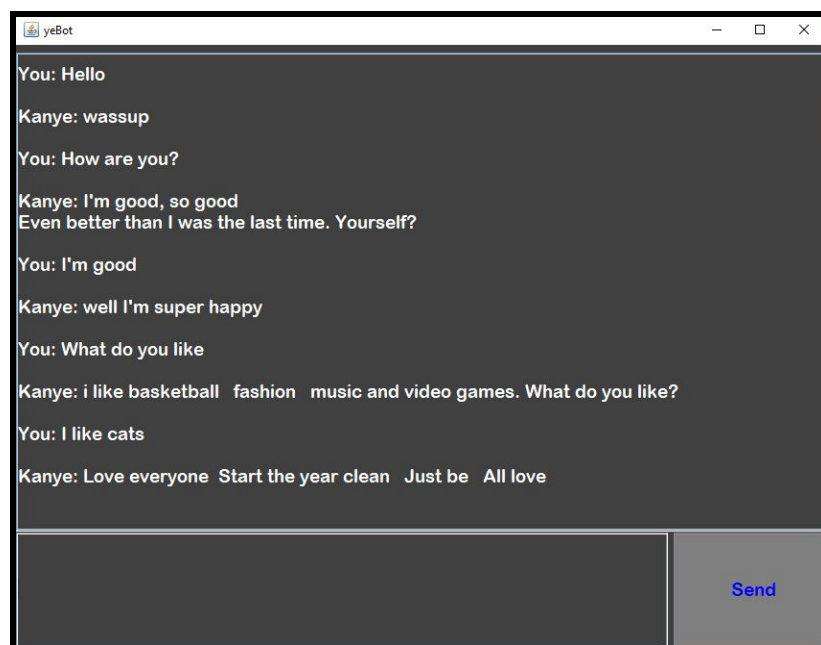 yeBot
You: Hello
Kanye: wassup
You: How are you?
Kanye: I'm good, so good
Even better than I was the last time. Yourself?
You: I'm good
Kanye: well I'm super happy
You: What do you like
Kanye: i like basketball   fashion   music and video games. What do you like?
You: I like cats
Kanye: Love everyone  Start the year clean   Just be   All love
Send